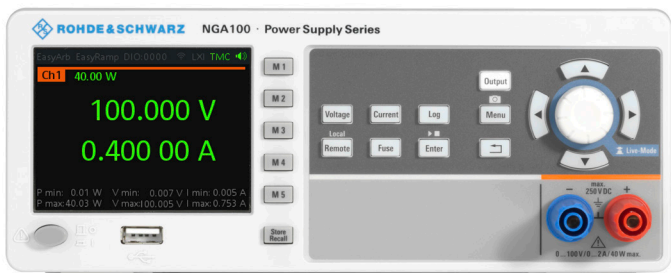 ROHDE&SCHWARZ NGA100 · Power Supply Series
EasyArb EasyRamp DIO:0000 LXI TMC
Ch1 40.00 W
100.000 V
0.400 00 A
P min: 0.01 W V min: 0.007 V I min: 0.005 A
P max: 40.03 W V max: 100.005 V I max: 0.753 A
M 1
M 2
M 3
M 4
M 5
Store
Recall
Output
Voltage Current Log Menu
Local
Remote Fuse Enter
Live-Mode
max.
250 V DC
− +
0...100 V/0...2 A/40 W max.